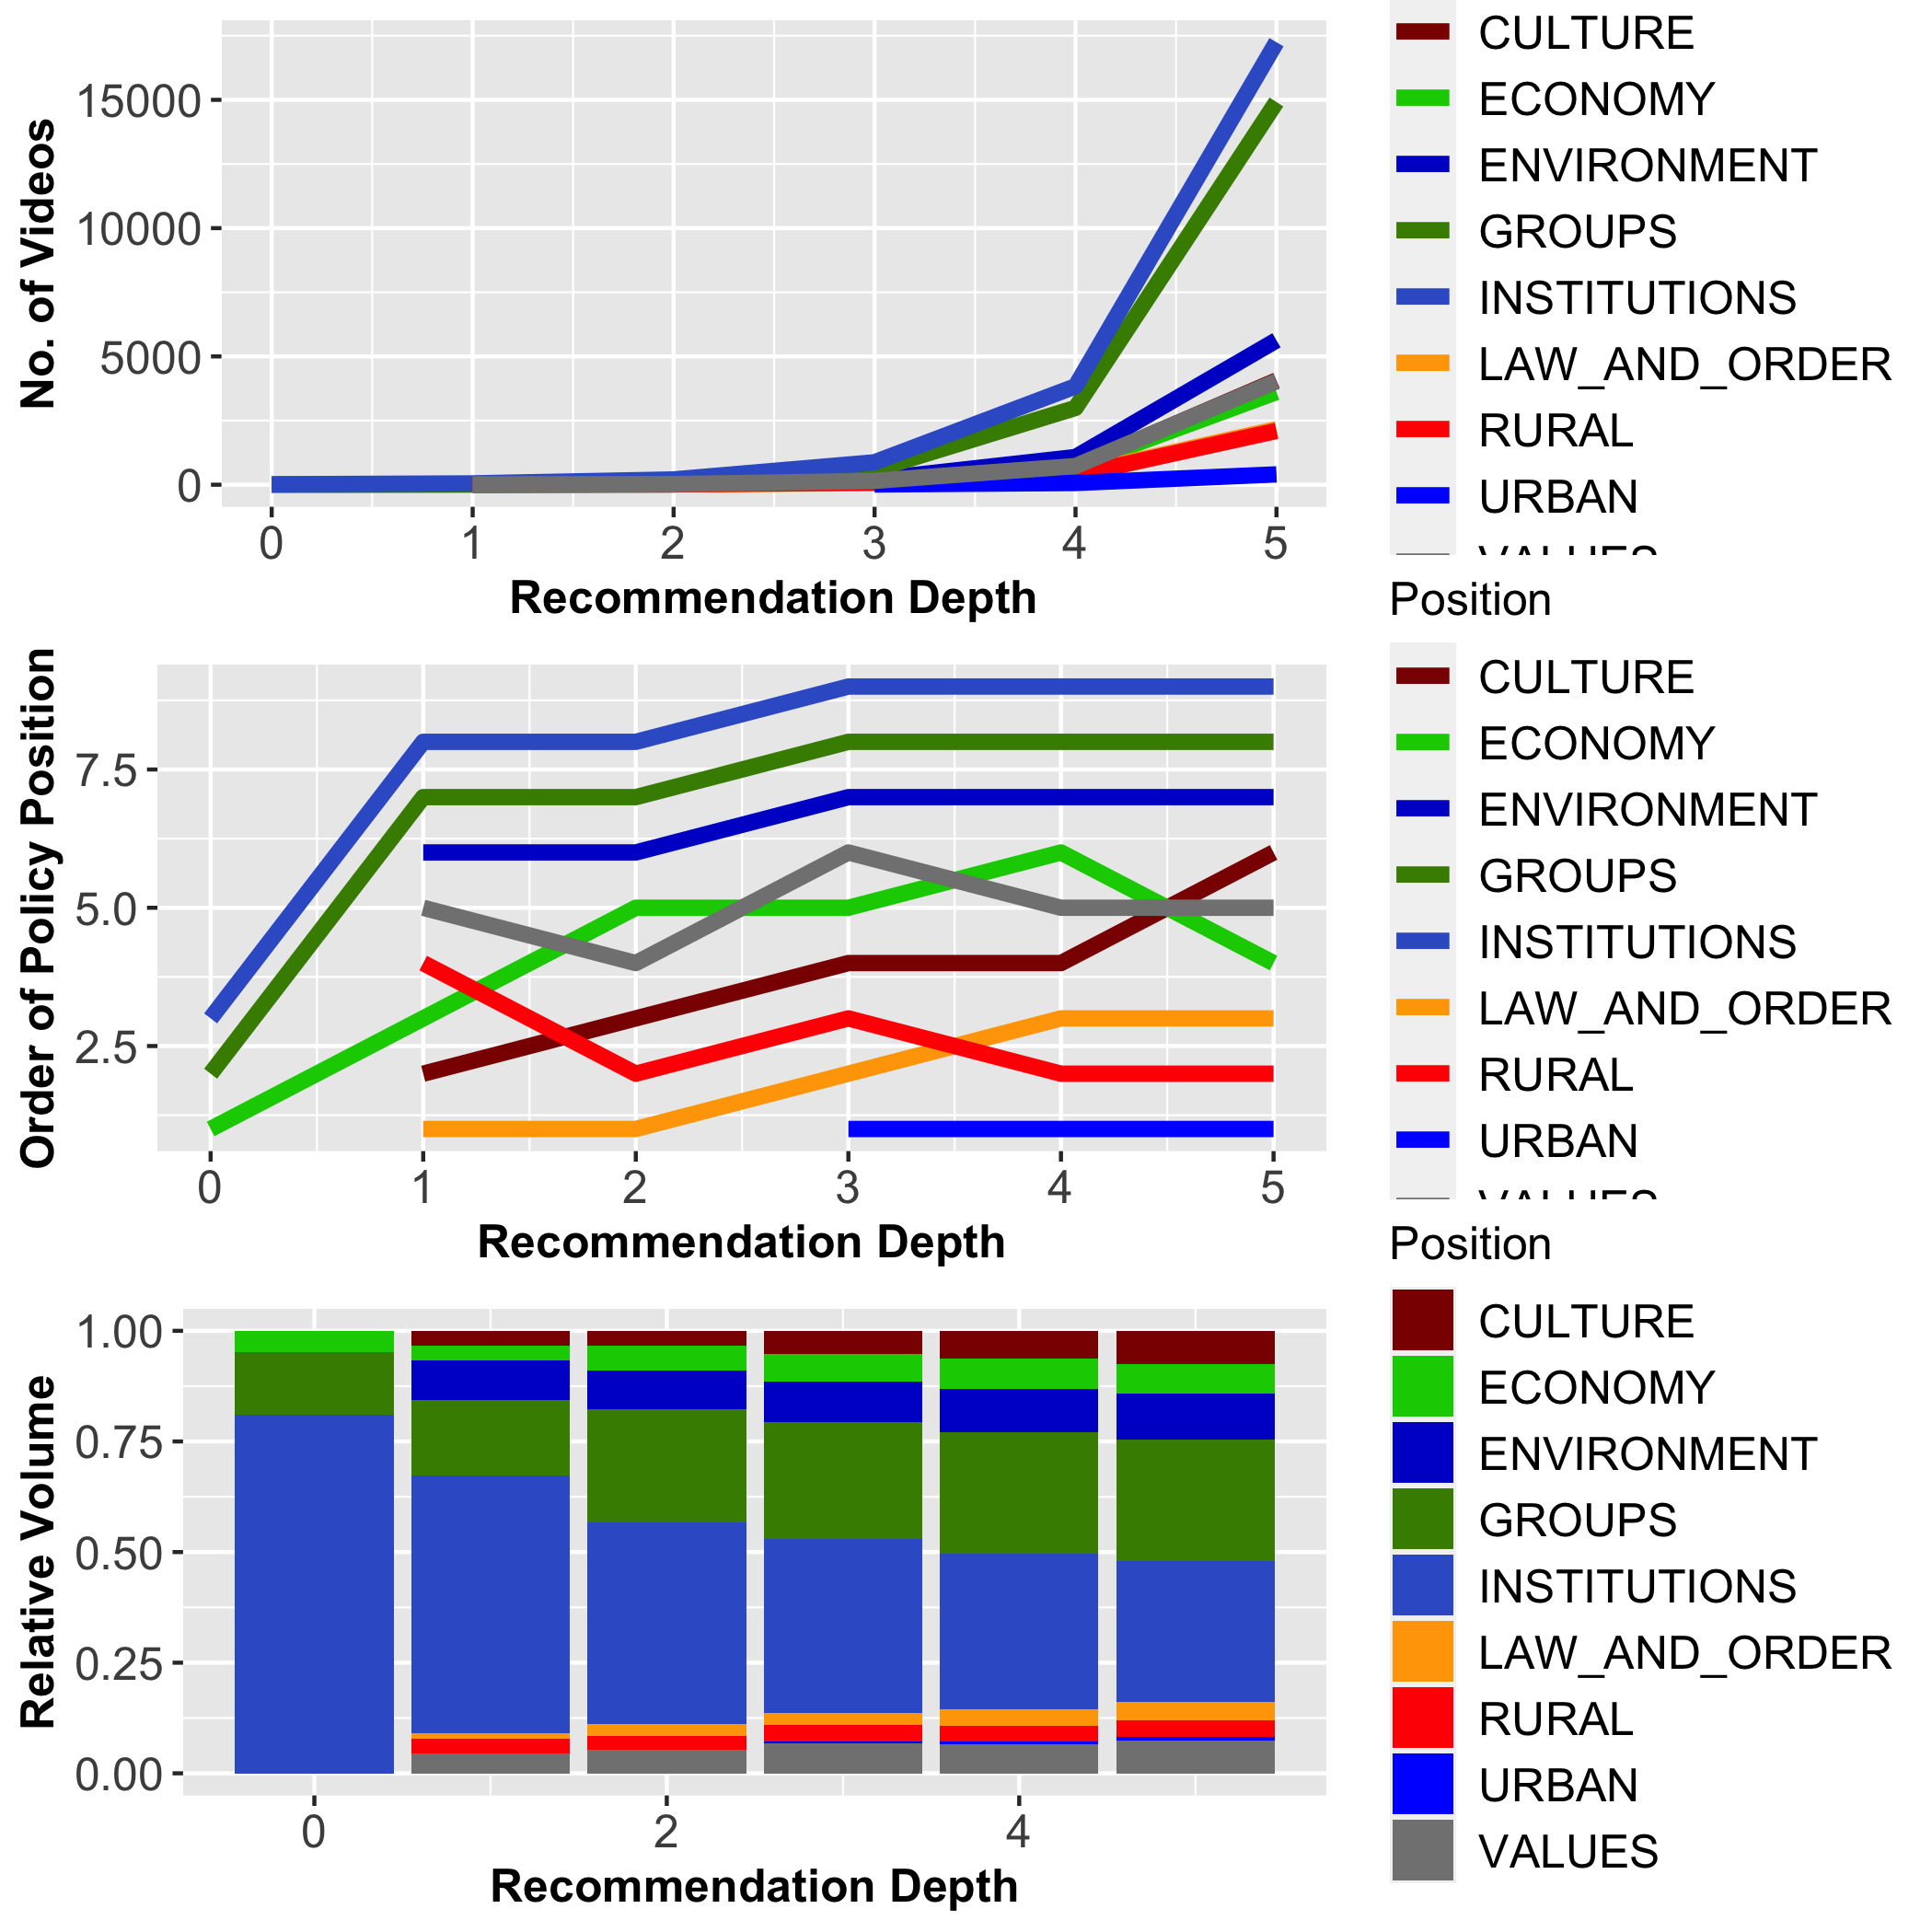 No. of Videos
15000
10000
5000
0
0 1 2 3 4 5
Recommendation Depth
CULTURE
ECONOMY
ENVIRONMENT
GROUPS
INSTITUTIONS
LAW_AND_ORDER
RURAL
URBAN
VALUES
Order of Policy Position
7.5
5.0
2.5
0 1 2 3 4 5
Recommendation Depth
Position
CULTURE
ECONOMY
ENVIRONMENT
GROUPS
INSTITUTIONS
LAW_AND_ORDER
RURAL
URBAN
VALUES
Relative Volume
1.00
0.75
0.50
0.25
0.00
0 2 4
Recommendation Depth
Position
CULTURE
ECONOMY
ENVIRONMENT
GROUPS
INSTITUTIONS
LAW_AND_ORDER
RURAL
URBAN
VALUES